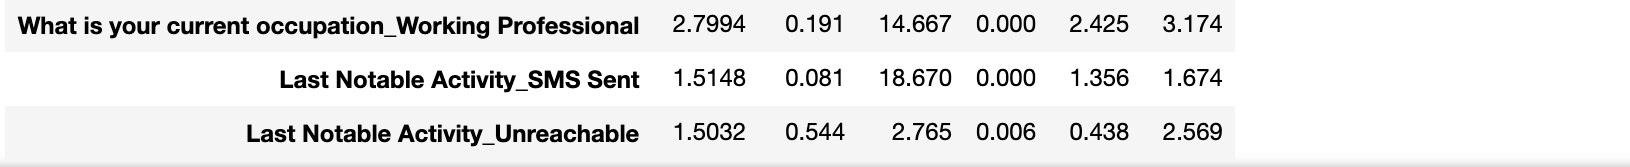 What is your current occupation_Working Professional 2.7994 0.191 14.667 0.000 2.425 3.174
Last Notable Activity_SMS Sent 1.5148 0.081 18.670 0.000 1.356 1.674
Last Notable Activity_Unreachable 1.5032 0.544 2.765 0.006 0.438 2.569